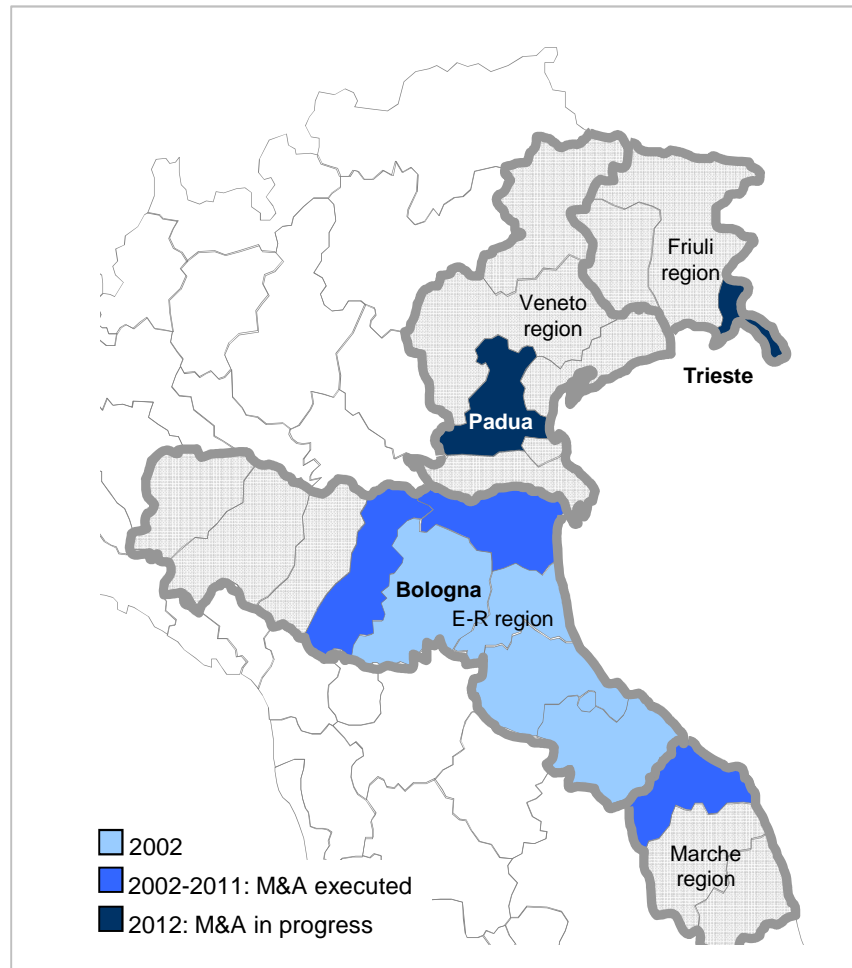 Friuli
region
Veneto
region
Trieste
Padua
Bologna
E-R region
Marche
region
2002
2002-2011: M&A executed
2012: M&A in progress